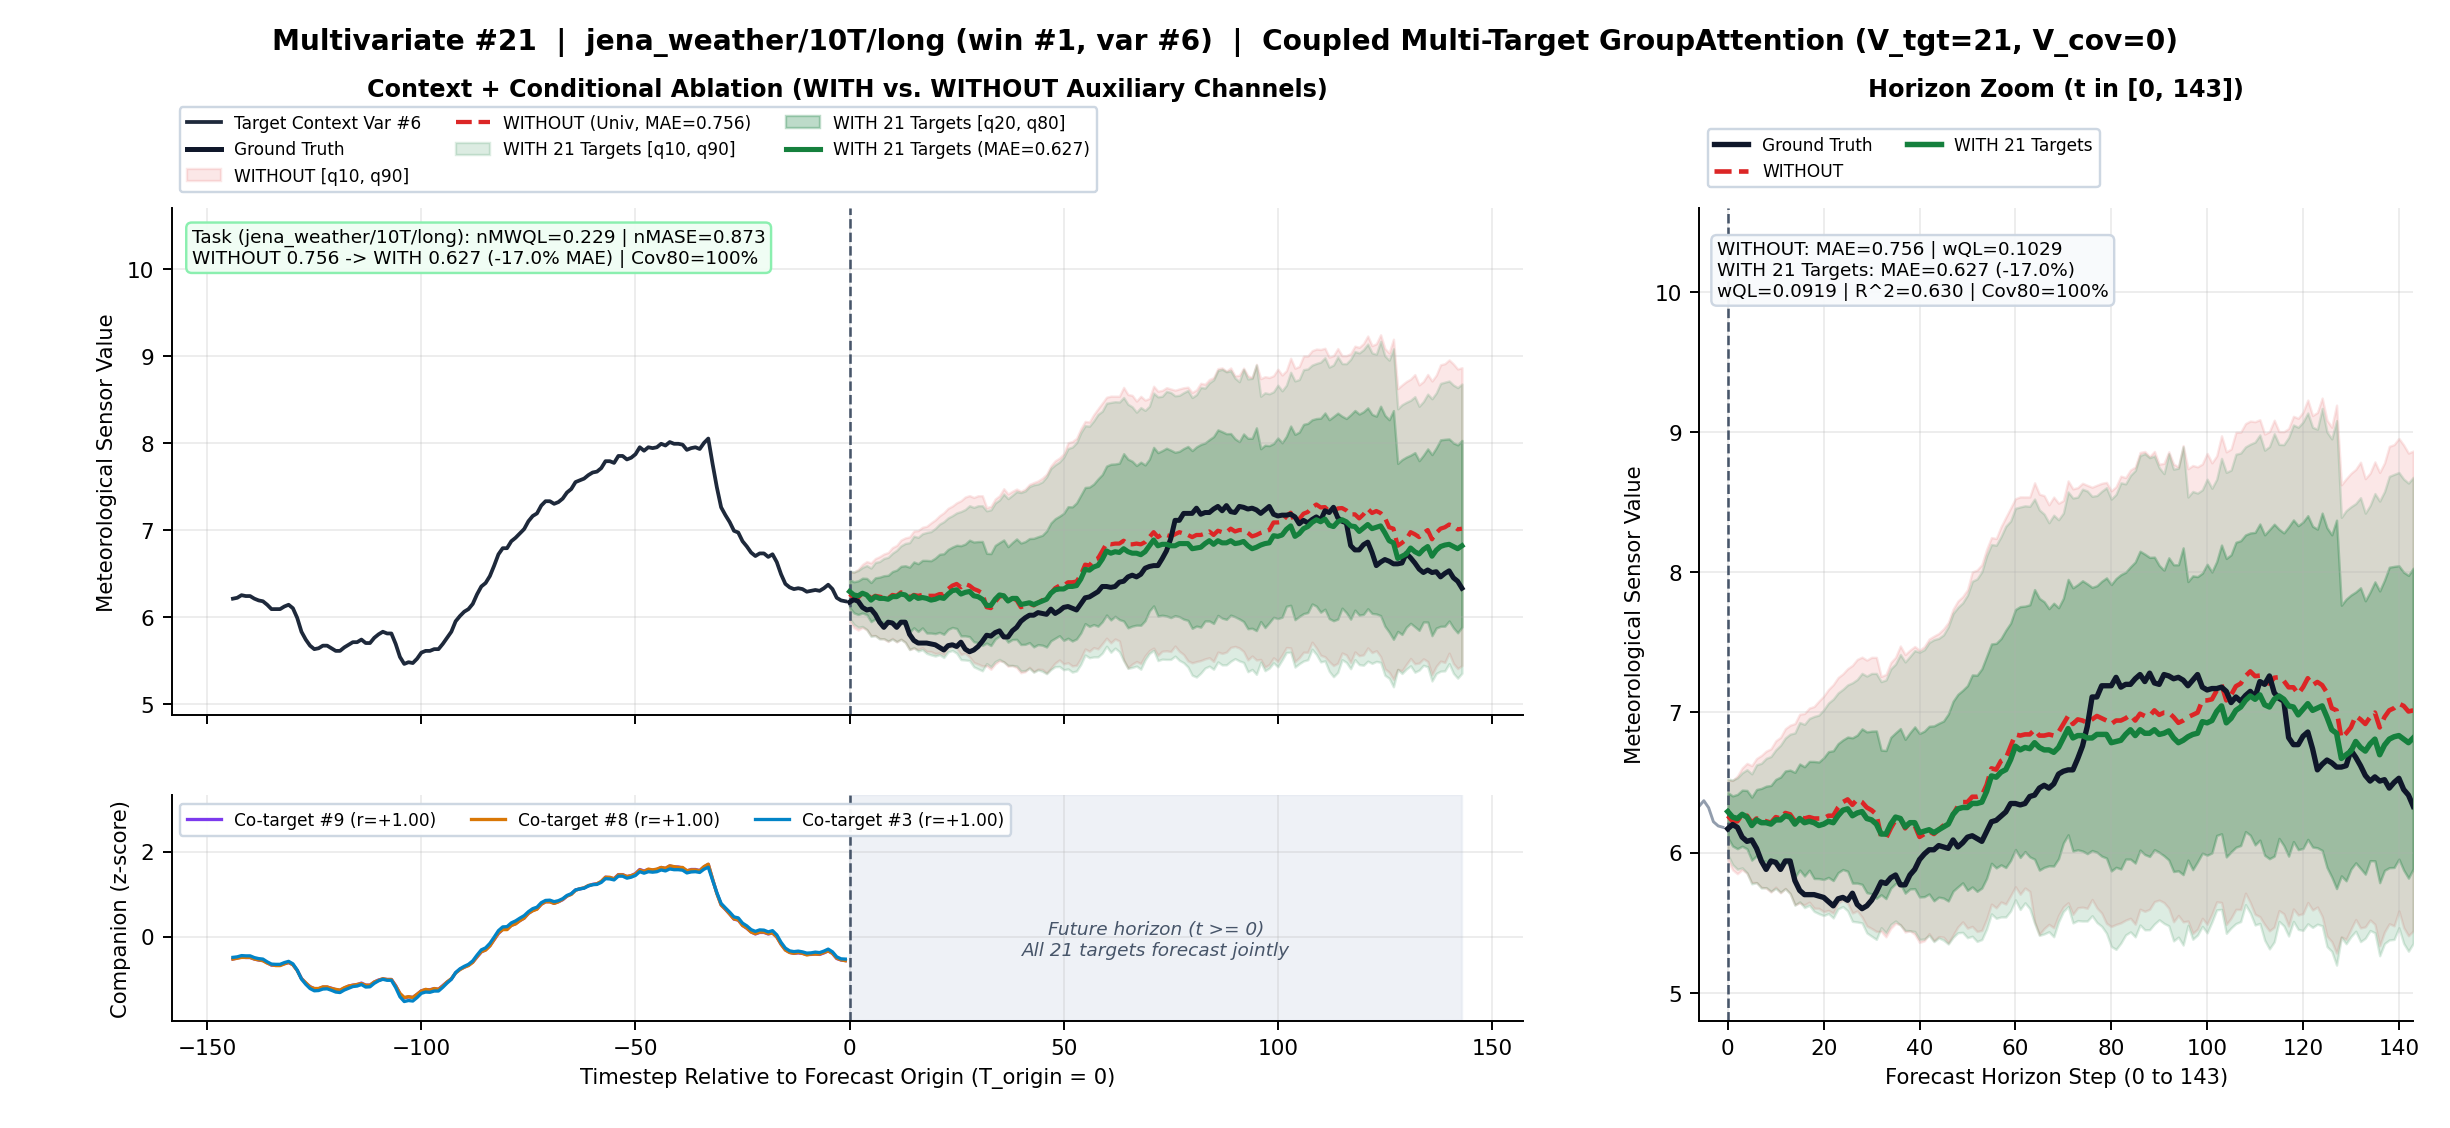 Multivariate #21 | jena_weather/10T/long (win #1, var #6) | Coupled Multi-Target GroupAttention (V_tgt=21, V_cov=0)
Context + Conditional Ablation (WITH vs. WITHOUT Auxiliary Channels)
Target Context Var #6
Ground Truth
WITHOUT [q10, q90]
WITHOUT (Univ, MAE=0.756)
WITH 21 Targets [q10, q90]
WITH 21 Targets [q20, q80]
WITH 21 Targets (MAE=0.627)
Task (jena_weather/10T/long): nMWQL=0.229 | nMASE=0.873
WITHOUT 0.756 -> WITH 0.627 (-17.0% MAE) | Cov80=100%
Meteorological Sensor Value
10
9
8
7
6
5
Co-target #9 (r=+1.00)
Co-target #8 (r=+1.00)
Co-target #3 (r=+1.00)
Companion (z-score)
2
0
Future horizon (t >= 0)
All 21 targets forecast jointly
−150
−100
−50
0
50
100
150
Timestep Relative to Forecast Origin (T_origin = 0)
Horizon Zoom (t in [0, 143])
Ground Truth
WITHOUT
WITH 21 Targets
WITHOUT: MAE=0.756 | wQL=0.1029
WITH 21 Targets: MAE=0.627 (-17.0%)
wQL=0.0919 | R^2=0.630 | Cov80=100%
Meteorological Sensor Value
10
9
8
7
6
5
0
20
40
60
80
100
120
140
Forecast Horizon Step (0 to 143)